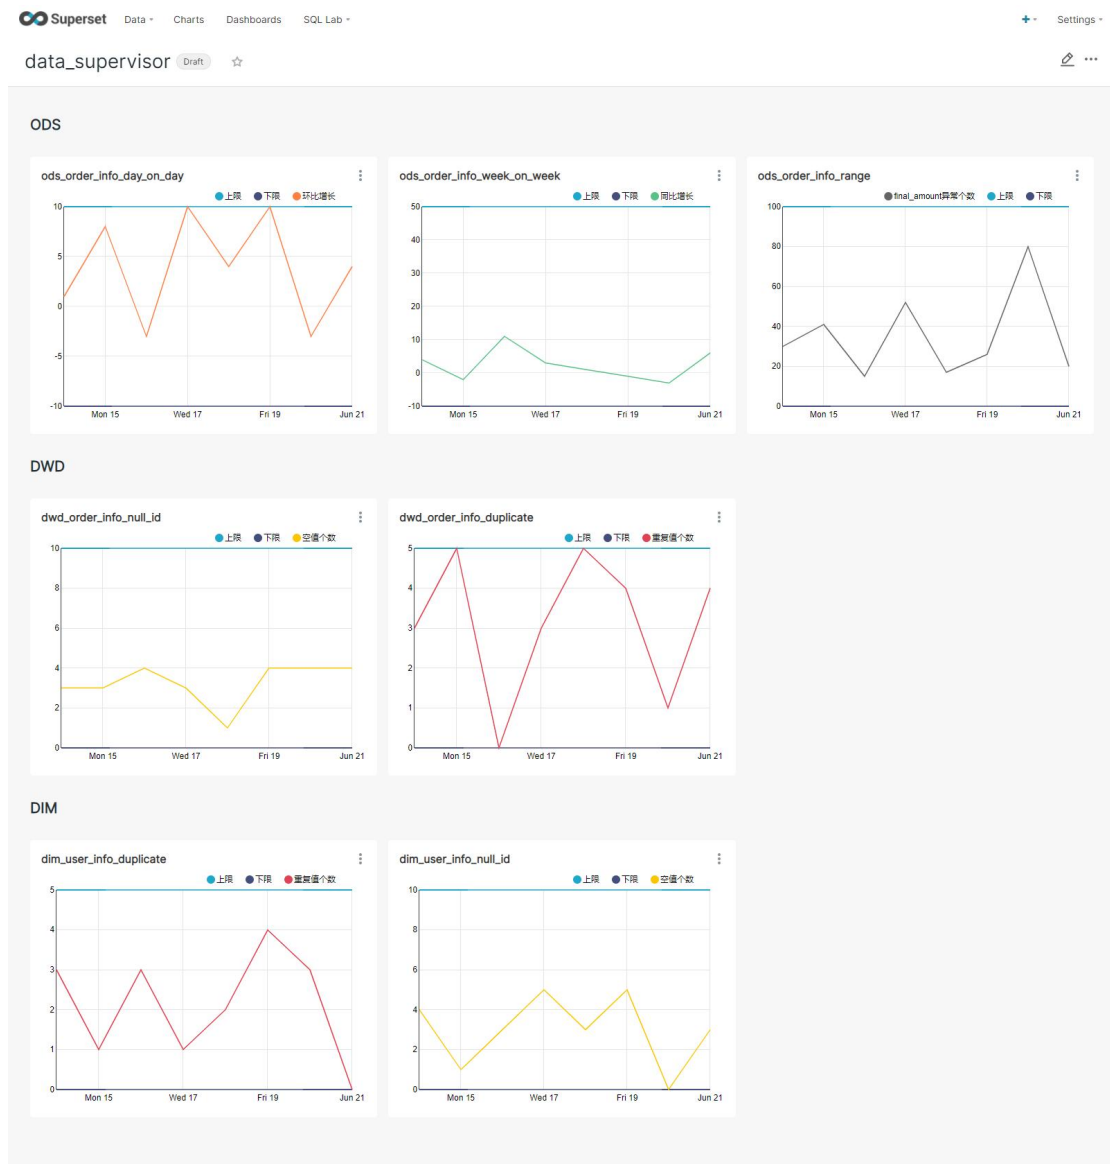 Superset Data Charts Dashboards SQL Lab + Settings
data_supervisor Draft
ODS
ods_order_info_day_on_day
上限 下限 环比增长
10
5
0
-5
-10
Mon 15 Wed 17 Fri 19 Jun 21
ods_order_info_week_on_week
上限 下限 同比增长
50
40
30
20
10
0
-10
Mon 15 Wed 17 Fri 19 Jun 21
ods_order_info_range
final_amount异常个数 上限 下限
100
80
60
40
20
0
Mon 15 Wed 17 Fri 19 Jun 21
DWD
dwd_order_info_null_id
上限 下限 空值个数
10
8
6
4
2
0
Mon 15 Wed 17 Fri 19 Jun 21
dwd_order_info_duplicate
上限 下限 重复值个数
5
4
3
2
1
0
Mon 15 Wed 17 Fri 19 Jun 21
DIM
dim_user_info_duplicate
上限 下限 重复值个数
5
4
3
2
1
0
Mon 15 Wed 17 Fri 19 Jun 21
dim_user_info_null_id
上限 下限 空值个数
10
8
6
4
2
0
Mon 15 Wed 17 Fri 19 Jun 21